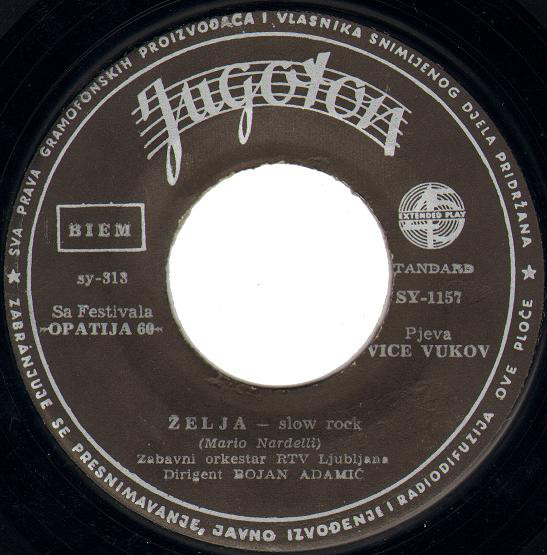 ★ SVA PRAVA GRAMOFONSKIH PROIZVOĐAČA I VLASNIKA SNIMLJENOG DJELA PRIDRŽANA ★
Jugoton
BIEM
EXTENDED PLAY
sy-313
TANDARD
SY-1157
Sa Festivala
»OPATIJA 60«
Pjeva
VICE VUKOV
ŽELJA – slow rock
(Mario Nardelli)
Zabavni orkestar RTV Ljubljana
Dirigent BOJAN ADAMIČ
ZABRANJUJE SE PRESNIMAVANJE, JAVNO IZVOĐENJE I RADIODIFUZIJA OVE PLOČE